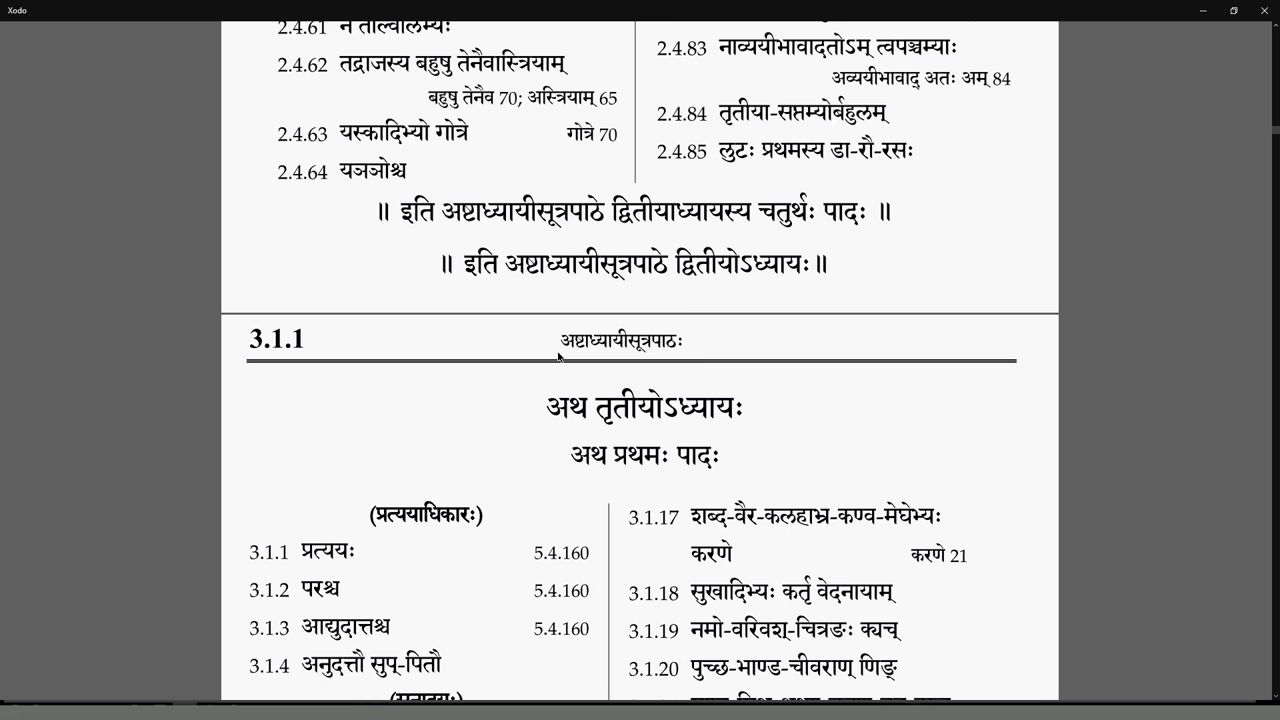 Xodo
2.4.61 न तौल्वलिभ्यः
2.4.62 तद्राजस्य बहुषु तेनैवास्त्रियाम्
बहुषु तेनैव 70; अस्त्रियाम् 65
2.4.63 यस्कादिभ्यो गोत्रे गोत्रे 70
2.4.64 यञञोश्च
2.4.83 नाव्ययीभावादतोऽम् त्वपञ्चम्याः
अव्ययीभावाद् अतः अम् 84
2.4.84 तृतीया-सप्तम्योर्बहुलम्
2.4.85 लुटः प्रथमस्य डा-रौ-रसः
॥ इति अष्टाध्यायीसूत्रपाठे द्वितीयाध्यायस्य चतुर्थः पादः ॥
॥ इति अष्टाध्यायीसूत्रपाठे द्वितीयोऽध्यायः॥
3.1.1 अष्टाध्यायीसूत्रपाठः
अथ तृतीयोऽध्यायः
अथ प्रथमः पादः
(प्रत्ययाधिकारः)
3.1.1 प्रत्ययः 5.4.160
3.1.2 परश्च 5.4.160
3.1.3 आद्युदात्तश्च 5.4.160
3.1.4 अनुदत्तौ सुप्-पितौ
3.1.17 शब्द-वैर-कलहाभ्र-कण्व-मेघेभ्यः
करणे करणे 21
3.1.18 सुखादिभ्यः कर्तृ वेदनायाम्
3.1.19 नमो-वरिवश्-चित्रङः क्यच्
3.1.20 पुच्छ-भाण्ड-चीवराण् णिङ्